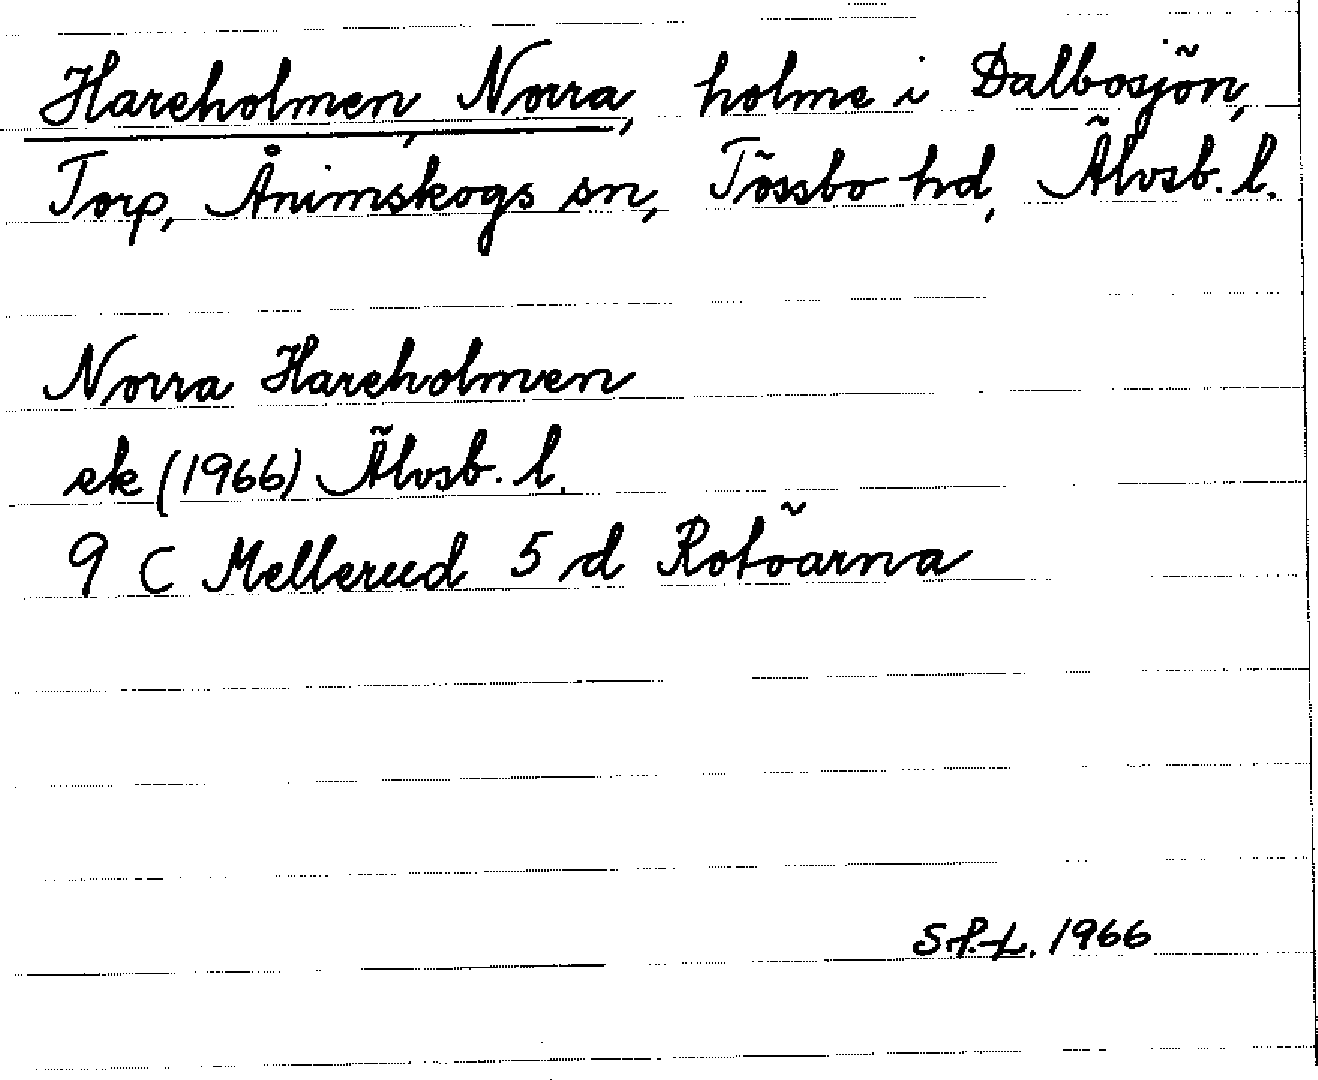 Hareholmen, Norra, holme i Dalbosjön,
Torp, Ånimskogs sn, Tössbo hd, Älvsb. l.
Norra Hareholmen
ek (1966) Älvsb. l.
9 C Mellerud 5 d Rotöarna
S P-L. 1966